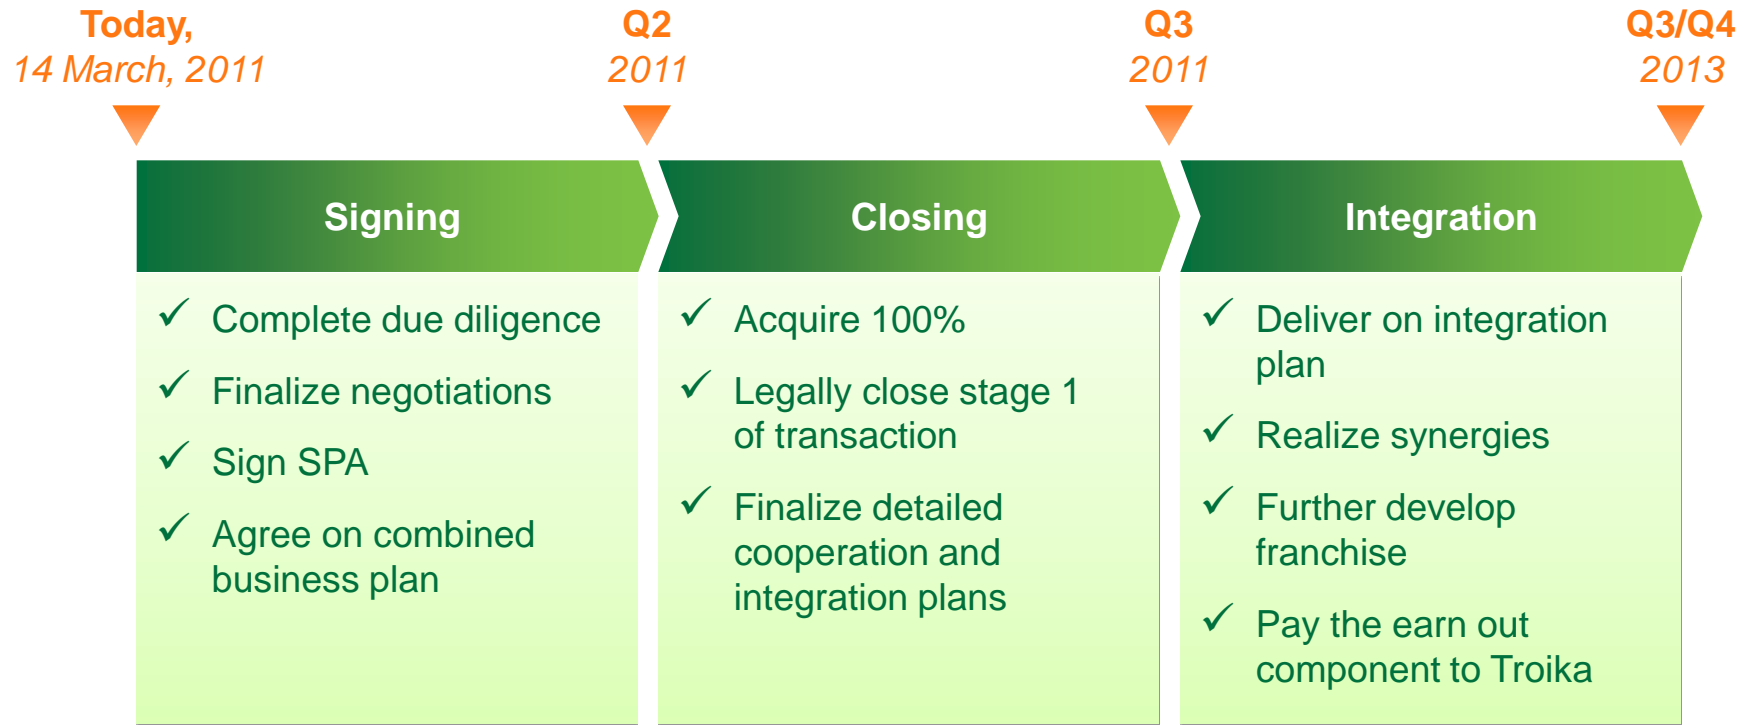 Today,
14 March, 2011
Q2
2011
Q3
2011
Q3/Q4
2013
Signing
✓ Complete due diligence
✓ Finalize negotiations
✓ Sign SPA
✓ Agree on combined
business plan
Closing
✓ Acquire 100%
✓ Legally close stage 1
of transaction
✓ Finalize detailed
cooperation and
integration plans
Integration
✓ Deliver on integration
plan
✓ Realize synergies
✓ Further develop
franchise
✓ Pay the earn out
component to Troika